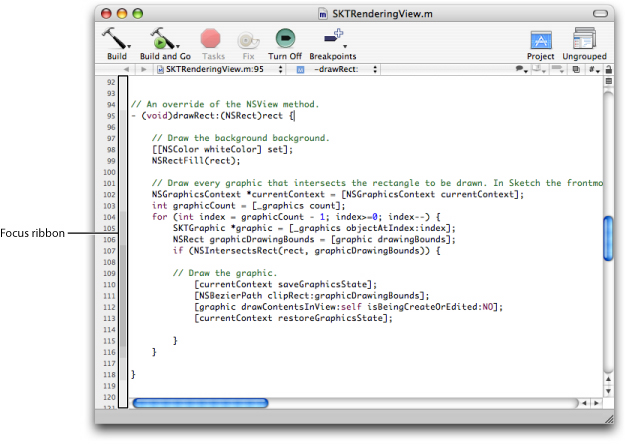 SKTRenderingView.m
Build Build and Go Tasks Fix Turn Off Breakpoints Project Ungrouped
SKTRenderingView.m:95 M -drawRect: #
92
93
94 // An override of the NSView method.
95 - (void)drawRect:(NSRect)rect {
96
97 // Draw the background background.
98 [[NSColor whiteColor] set];
99 NSRectFill(rect);
100
101 // Draw every graphic that intersects the rectangle to be drawn. In Sketch the frontmo
102 NSGraphicsContext *currentContext = [NSGraphicsContext currentContext];
103 int graphicCount = [_graphics count];
104 for (int index = graphicCount - 1; index>=0; index--) {
105 SKTGraphic *graphic = [_graphics objectAtIndex:index];
Focus ribbon
106 NSRect graphicDrawingBounds = [graphic drawingBounds];
107 if (NSIntersectsRect(rect, graphicDrawingBounds)) {
108
109 // Draw the graphic.
110 [currentContext saveGraphicsState];
111 [NSBezierPath clipRect:graphicDrawingBounds];
112 [graphic drawContentsInView:self isBeingCreateOrEdited:NO];
113 [currentContext restoreGraphicsState];
114
115 }
116 }
117
118 }
119
120
121